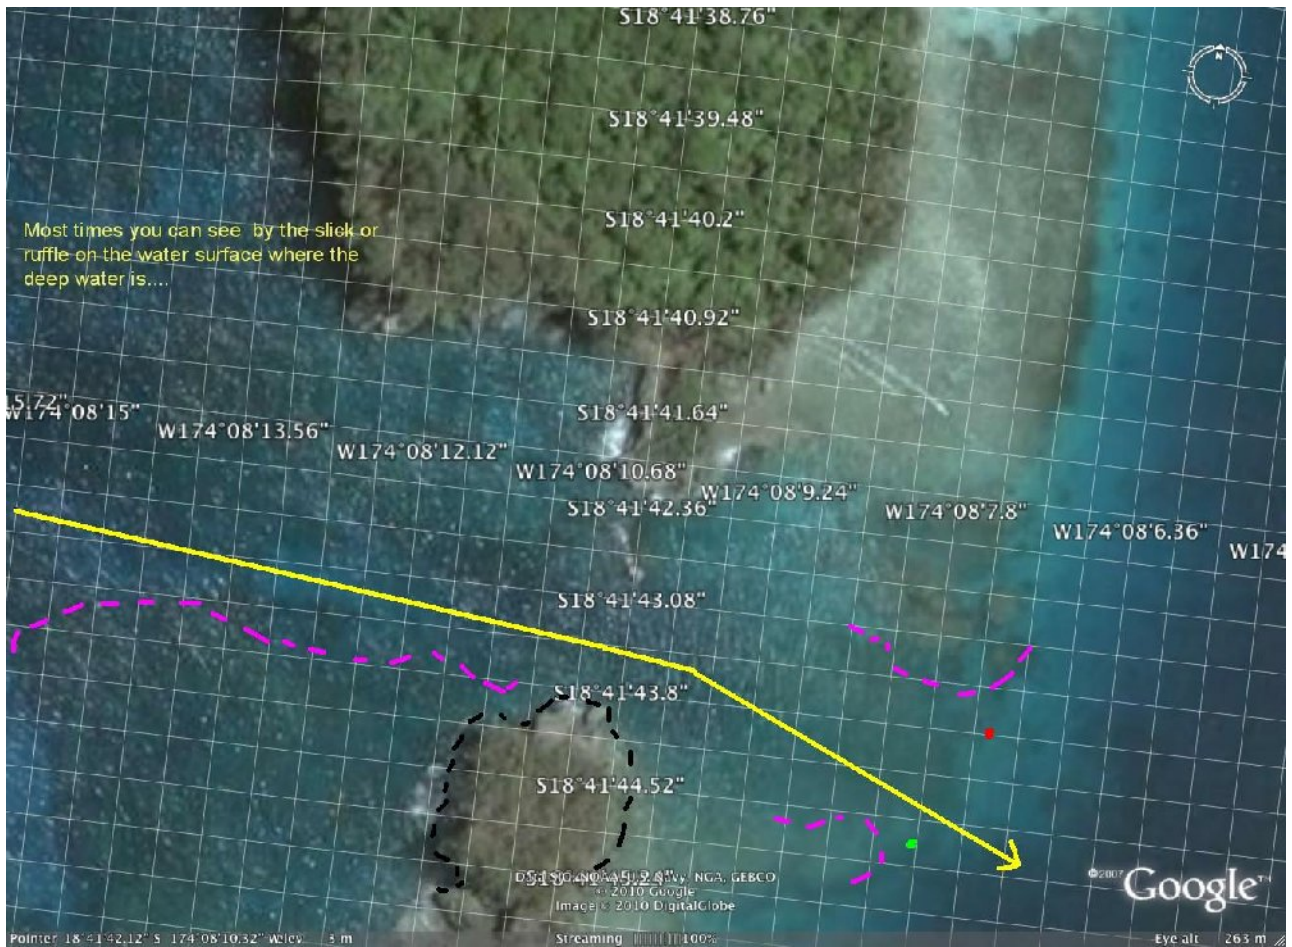 S18°41'38.76"
N
S18°41'39.48"
S18°41'40.2"
Most times you can see by the slick or
ruffle on the water surface where the
deep water is....
S18°41'40.92"
15.72"
W174°08'15"
S18°41'41.64"
W174°08'13.56"
W174°08'12.12"
W174°08'10.68"
W174°08'9.24"
S18°41'42.36"
W174°08'7.8"
W174°08'6.36"
W174
S18°41'43.08"
S18°41'43.8"
S18°41'44.52"
NGA, GEBCO
© 2010 Google
Image © 2010 DigitalGlobe
©2007 Google™
Pointer 18°41'42.12" S 174°08'10.32" W elev 3 m
Streaming ||||||||| 100%
Eye alt 263 m